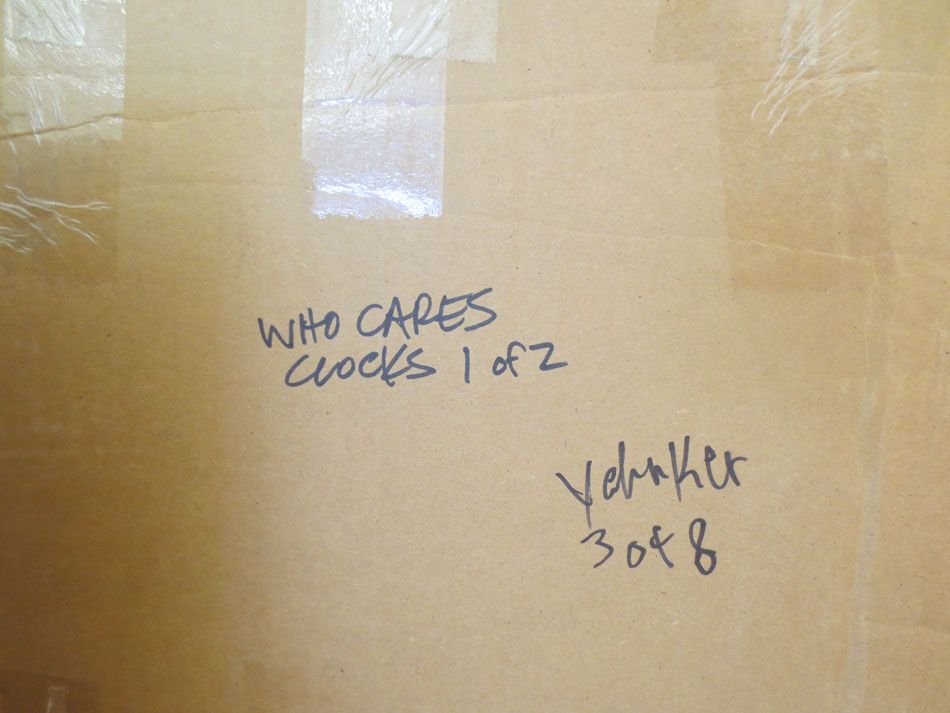 WHO CARES
CLOCKS 1 of 2
3 of 8